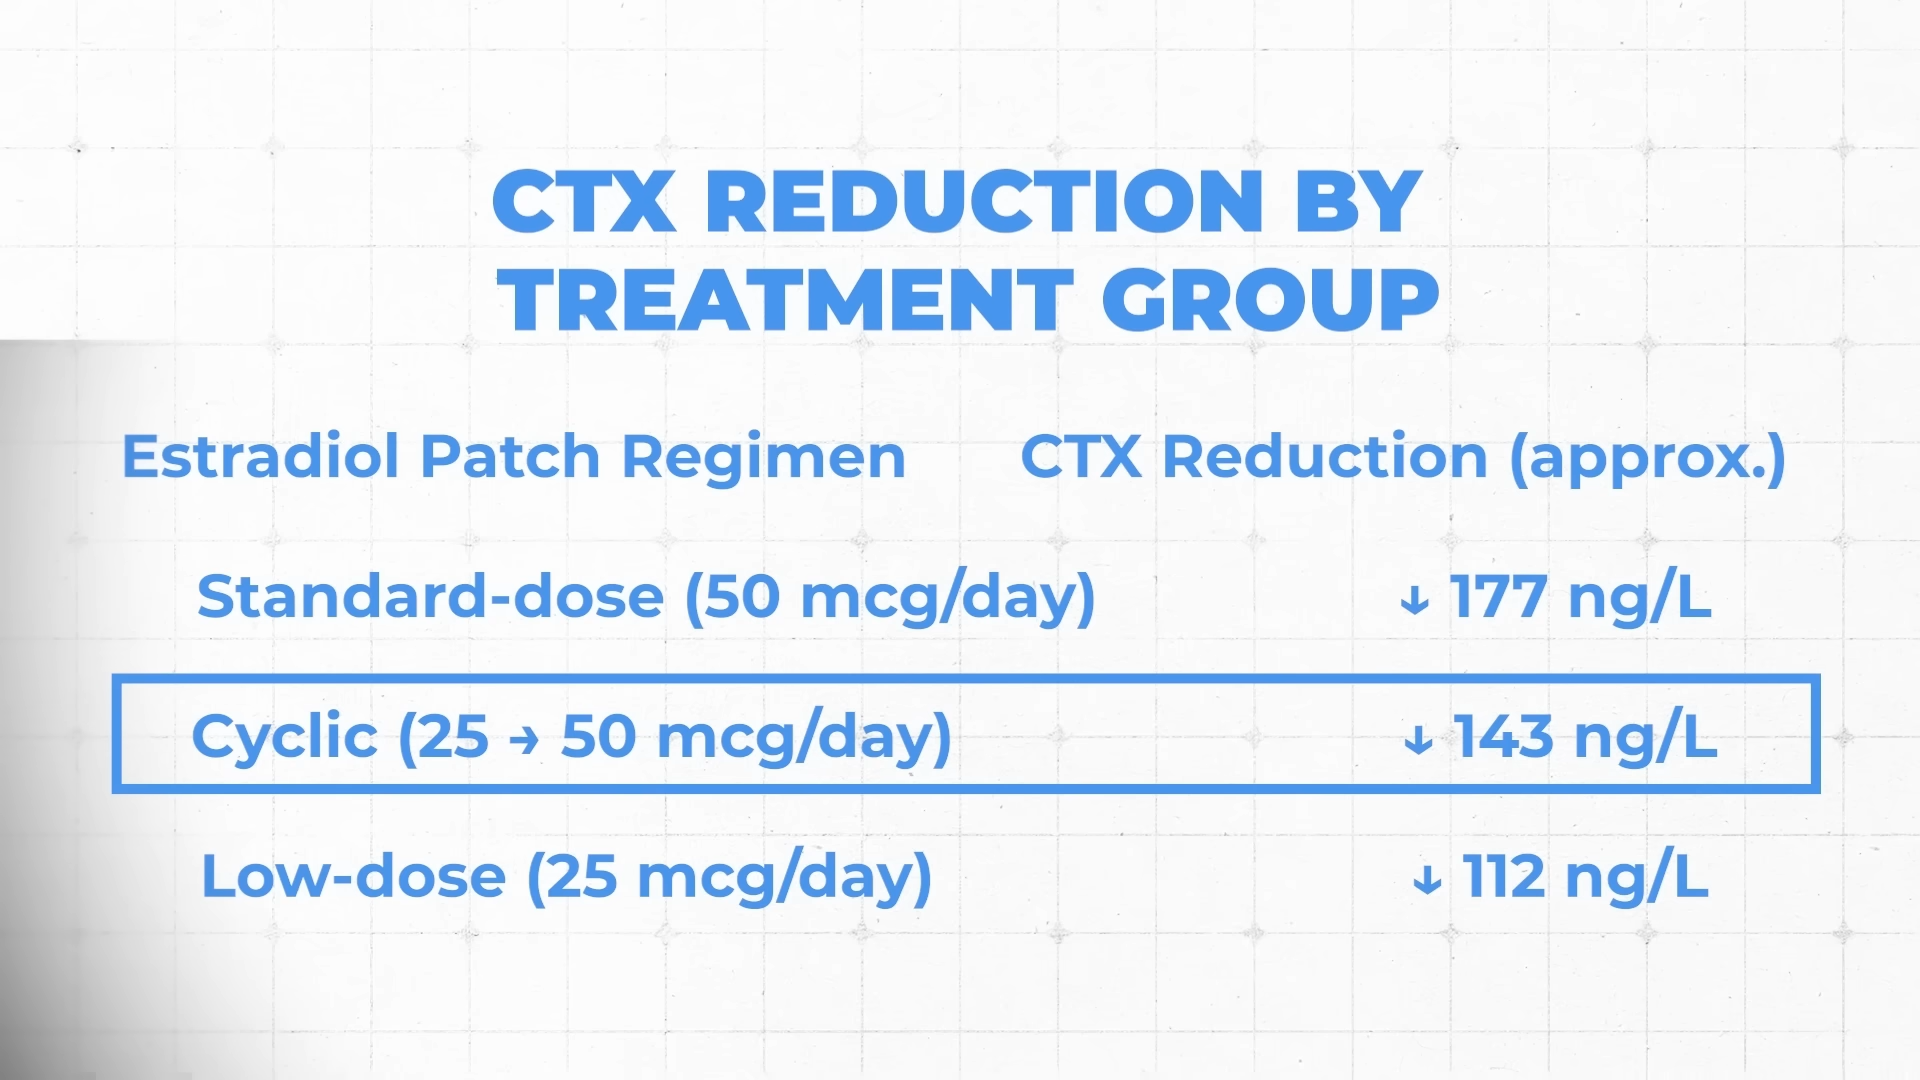 CTX REDUCTION BY
TREATMENT GROUP
Estradiol Patch Regimen CTX Reduction (approx.)
Standard-dose (50 mcg/day) ↓ 177 ng/L
Cyclic (25 → 50 mcg/day) ↓ 143 ng/L
Low-dose (25 mcg/day) ↓ 112 ng/L